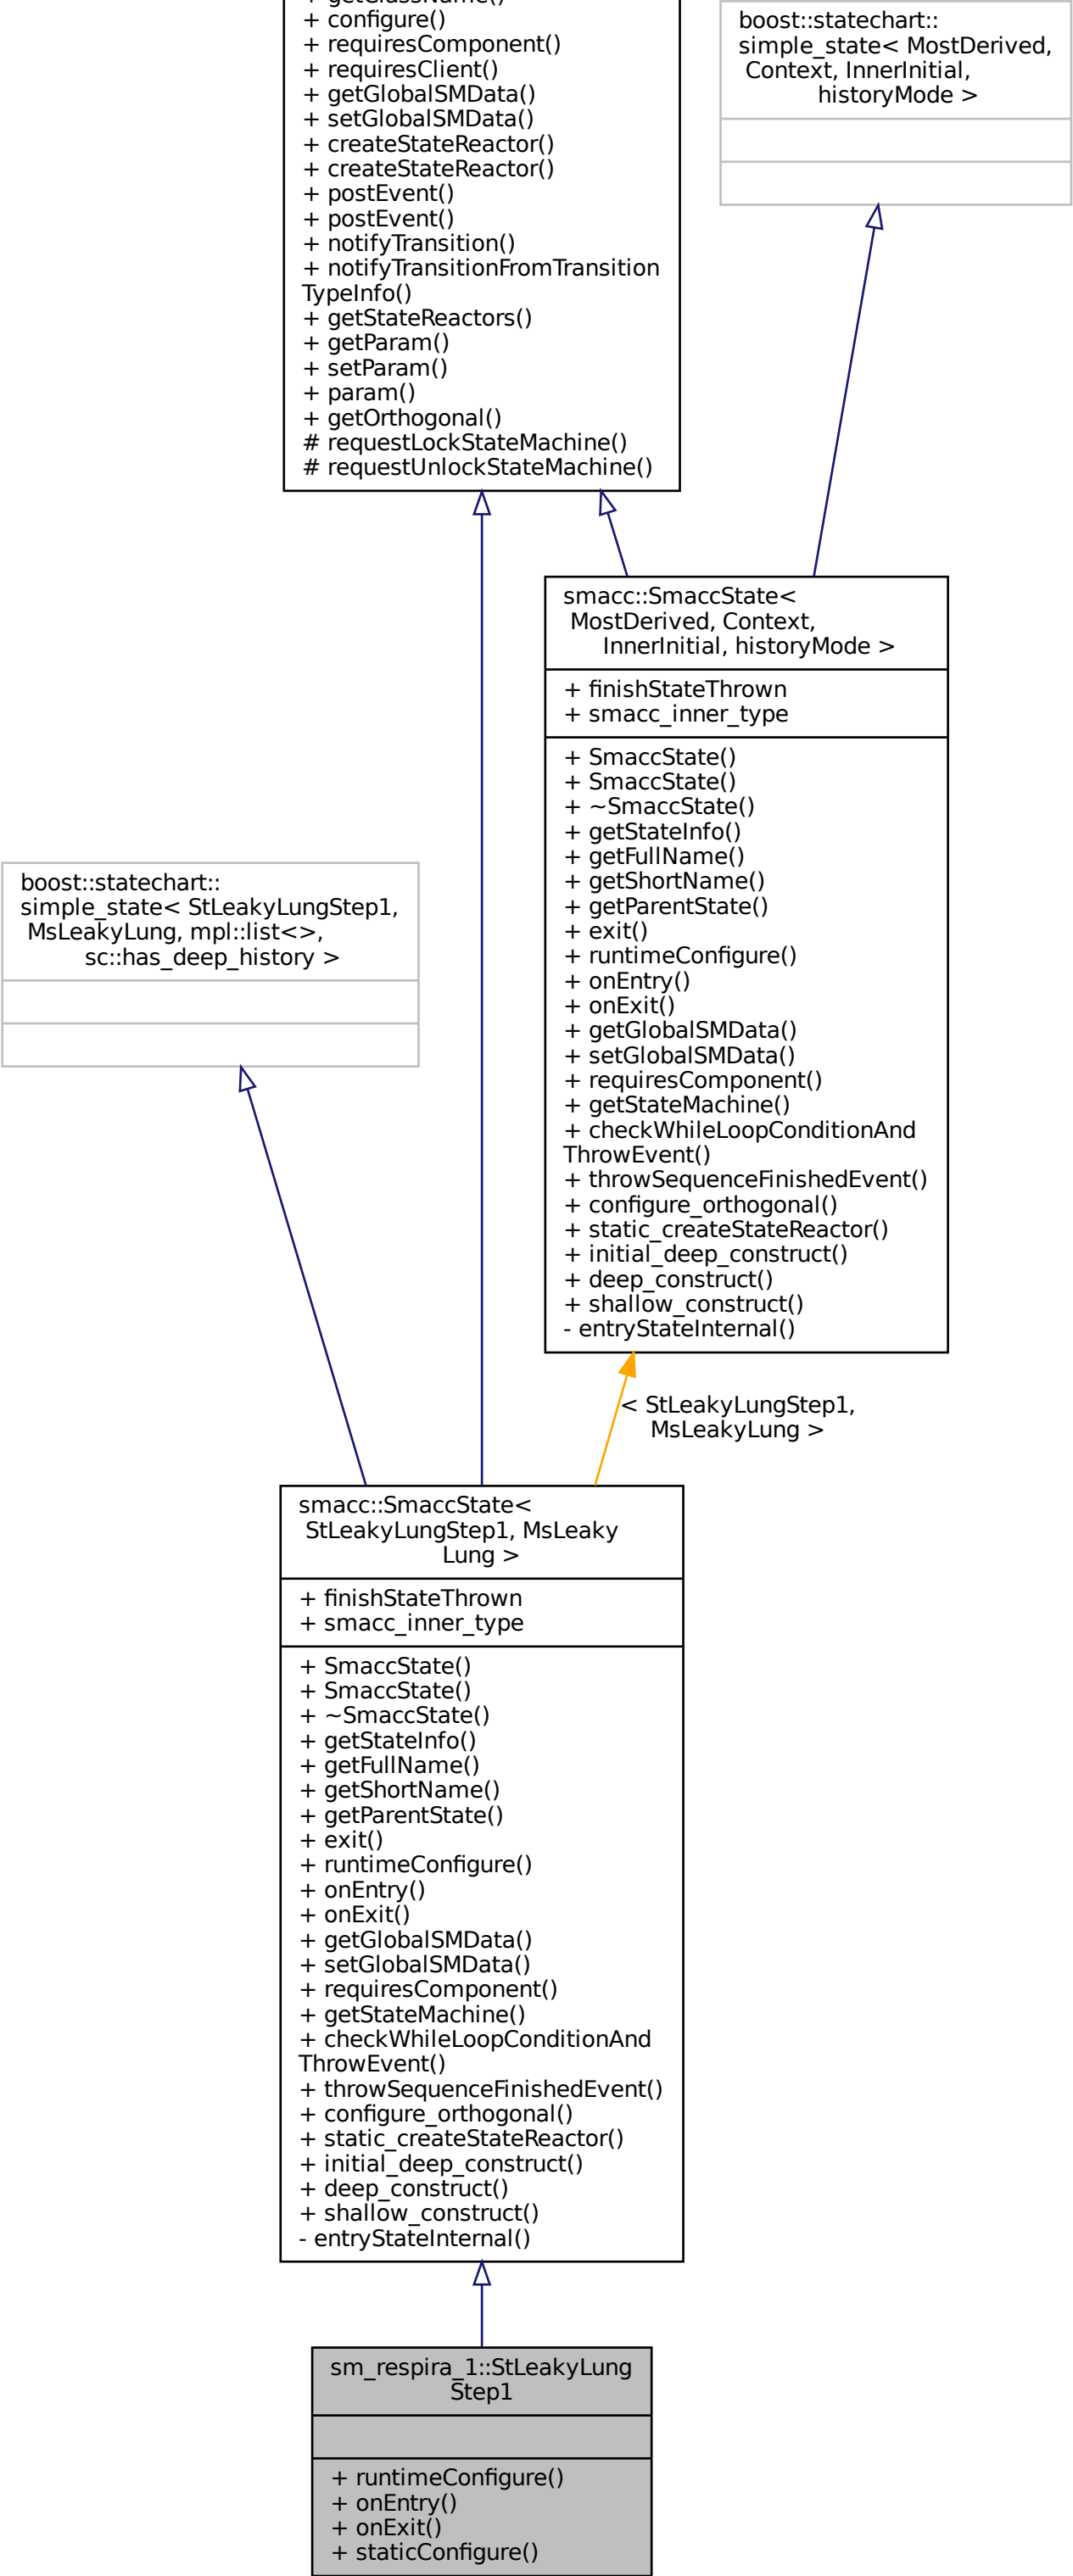 + getClassName()
+ configure()
+ requiresComponent()
+ requiresClient()
+ getGlobalSMData()
+ setGlobalSMData()
+ createStateReactor()
+ createStateReactor()
+ postEvent()
+ postEvent()
+ notifyTransition()
+ notifyTransitionFromTransition
TypeInfo()
+ getStateReactors()
+ getParam()
+ setParam()
+ param()
+ getOrthogonal()
# requestLockStateMachine()
# requestUnlockStateMachine()
boost::statechart::
simple_state< MostDerived,
Context, InnerInitial,
historyMode >
smacc::SmaccState<
MostDerived, Context,
InnerInitial, historyMode >
+ finishStateThrown
+ smacc_inner_type
+ SmaccState()
+ SmaccState()
+ ~SmaccState()
+ getStateInfo()
+ getFullName()
+ getShortName()
+ getParentState()
+ exit()
+ runtimeConfigure()
+ onEntry()
+ onExit()
+ getGlobalSMData()
+ setGlobalSMData()
+ requiresComponent()
+ getStateMachine()
+ checkWhileLoopConditionAnd
ThrowEvent()
+ throwSequenceFinishedEvent()
+ configure_orthogonal()
+ static_createStateReactor()
+ initial_deep_construct()
+ deep_construct()
+ shallow_construct()
- entryStateInternal()
boost::statechart::
simple_state< StLeakyLungStep1,
MsLeakyLung, mpl::list<>,
sc::has_deep_history >
< StLeakyLungStep1,
MsLeakyLung >
smacc::SmaccState<
StLeakyLungStep1, MsLeaky
Lung >
+ finishStateThrown
+ smacc_inner_type
+ SmaccState()
+ SmaccState()
+ ~SmaccState()
+ getStateInfo()
+ getFullName()
+ getShortName()
+ getParentState()
+ exit()
+ runtimeConfigure()
+ onEntry()
+ onExit()
+ getGlobalSMData()
+ setGlobalSMData()
+ requiresComponent()
+ getStateMachine()
+ checkWhileLoopConditionAnd
ThrowEvent()
+ throwSequenceFinishedEvent()
+ configure_orthogonal()
+ static_createStateReactor()
+ initial_deep_construct()
+ deep_construct()
+ shallow_construct()
- entryStateInternal()
sm_respira_1::StLeakyLung
Step1
+ runtimeConfigure()
+ onEntry()
+ onExit()
+ staticConfigure()